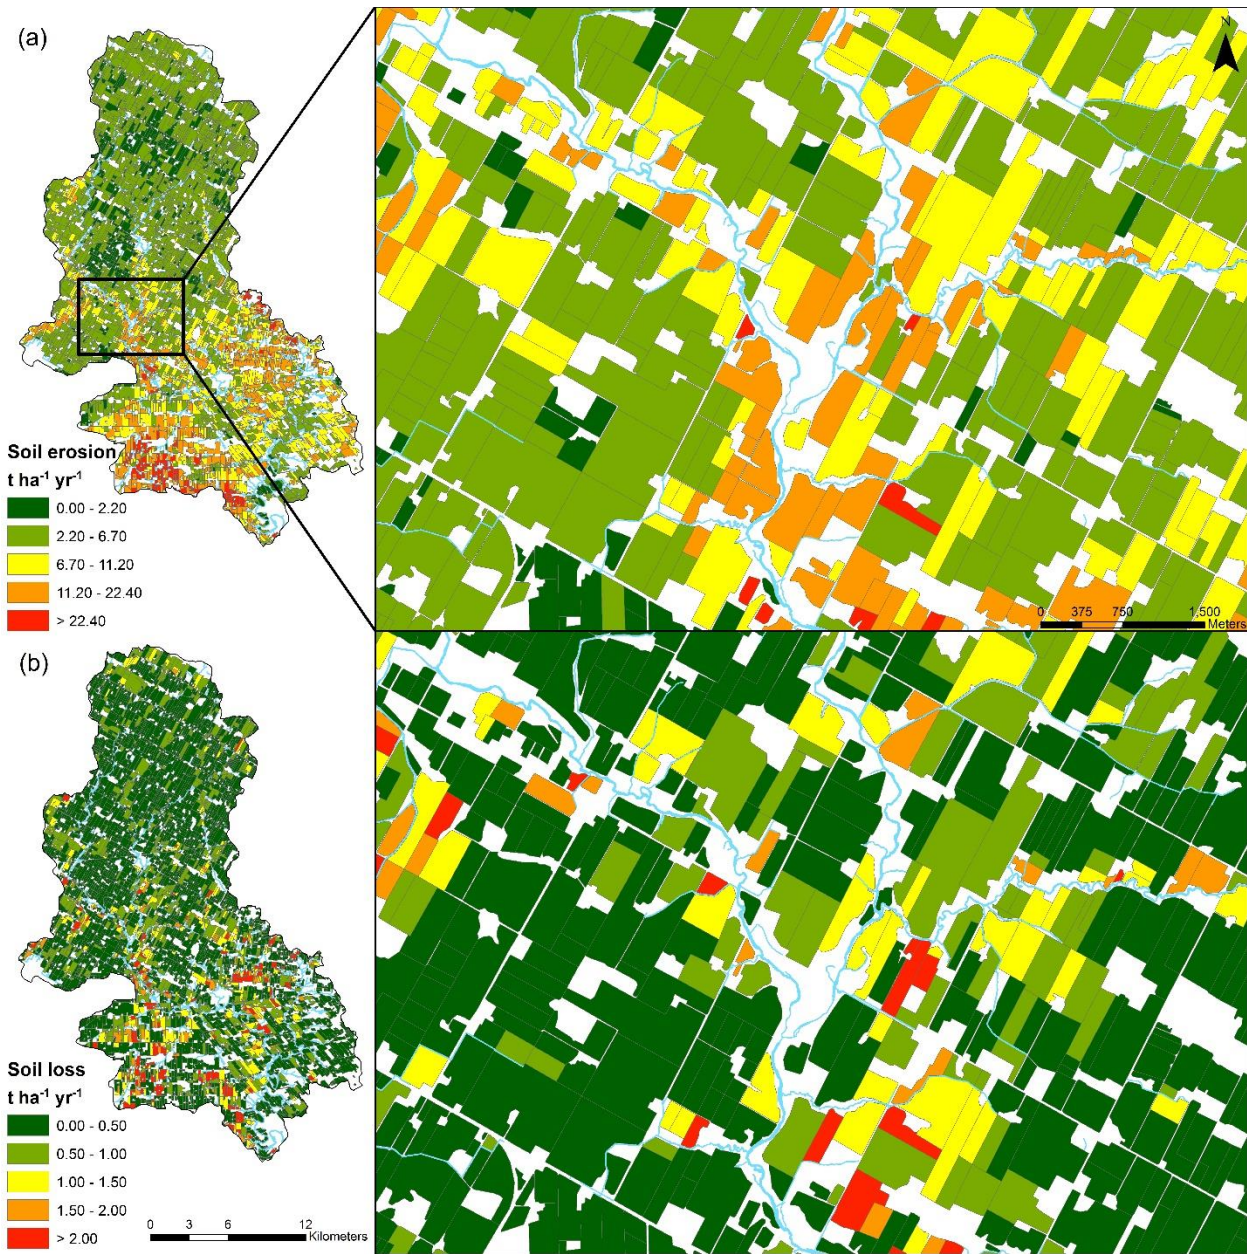 (a)
N
Soil erosion
t ha⁻¹ yr⁻¹
0.00 - 2.20
2.20 - 6.70
6.70 - 11.20
11.20 - 22.40
> 22.40
0 375 750 1,500
Meters
(b)
Soil loss
t ha⁻¹ yr⁻¹
0.00 - 0.50
0.50 - 1.00
1.00 - 1.50
1.50 - 2.00
> 2.00
0 3 6 12
Kilometers